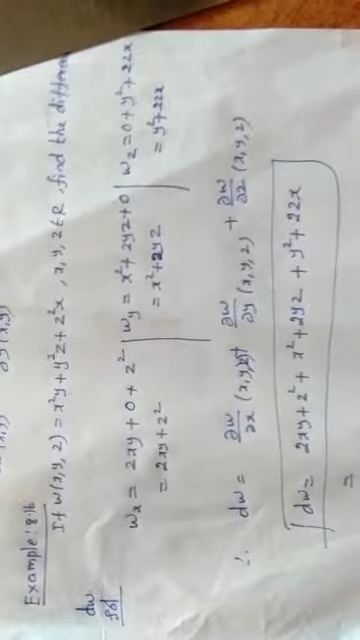 Example: 8.16
If w(x,y,z) = x²y+y²z+z²x, x,y,z∈R, find the
dw.
Sol
wx = 2xy + 0 + z² | wy = x²+2yz+0 | wz = 0+y²+2zx
= 2xy+z² = x²+2yz = y²+2zx
∴ dw = ∂w/∂x (x,y,z)+ ∂w/∂y (x,y,z) + ∂w/∂z (x,y,z)
dw = 2xy+z² + x²+2yz + y²+2zx
=